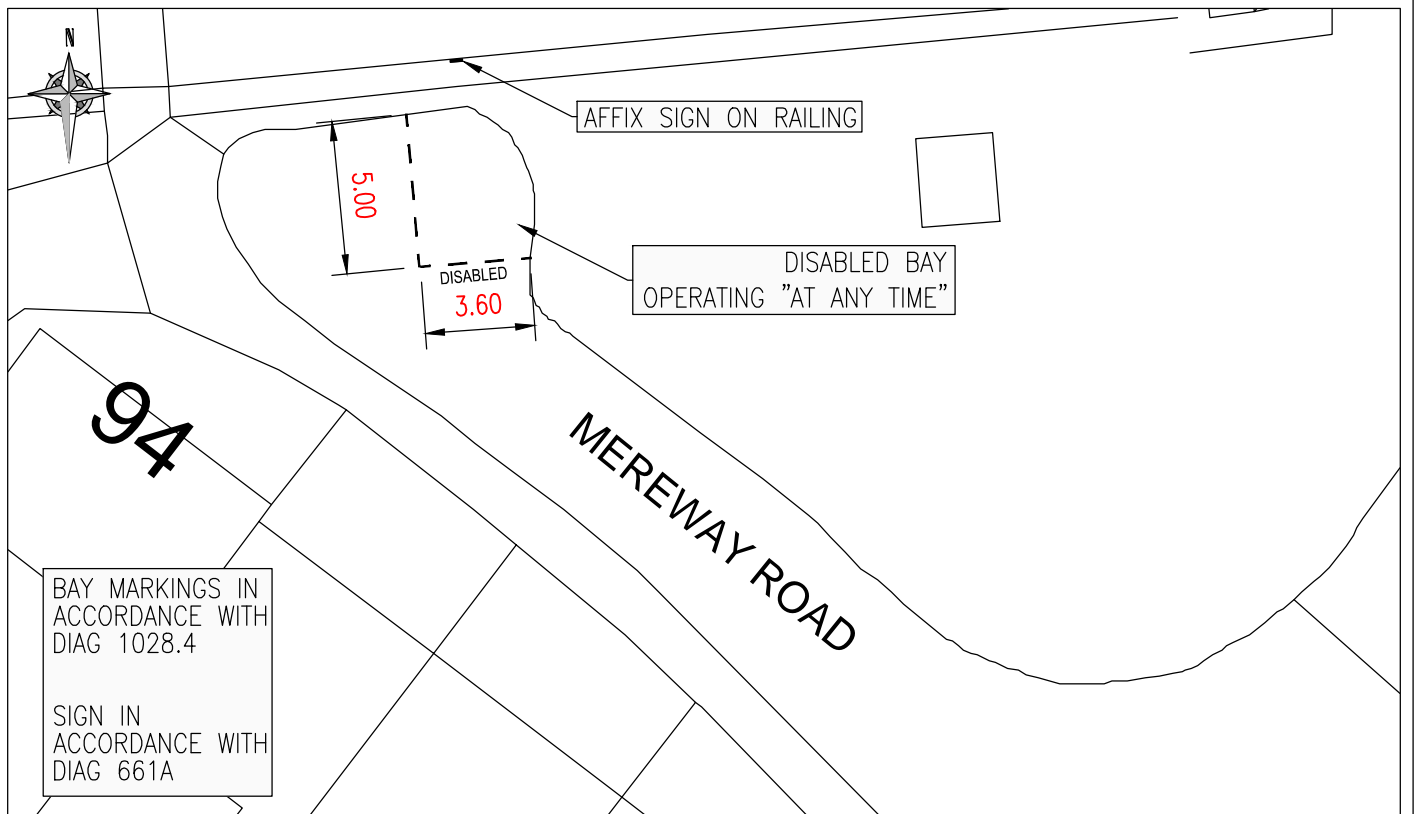 N
AFFIX SIGN ON RAILING
5.00
DISABLED BAY
OPERATING "AT ANY TIME"
DISABLED
3.60
94
MEREWAY ROAD
BAY MARKINGS IN
ACCORDANCE WITH
DIAG 1028.4
SIGN IN
ACCORDANCE WITH
DIAG 661A